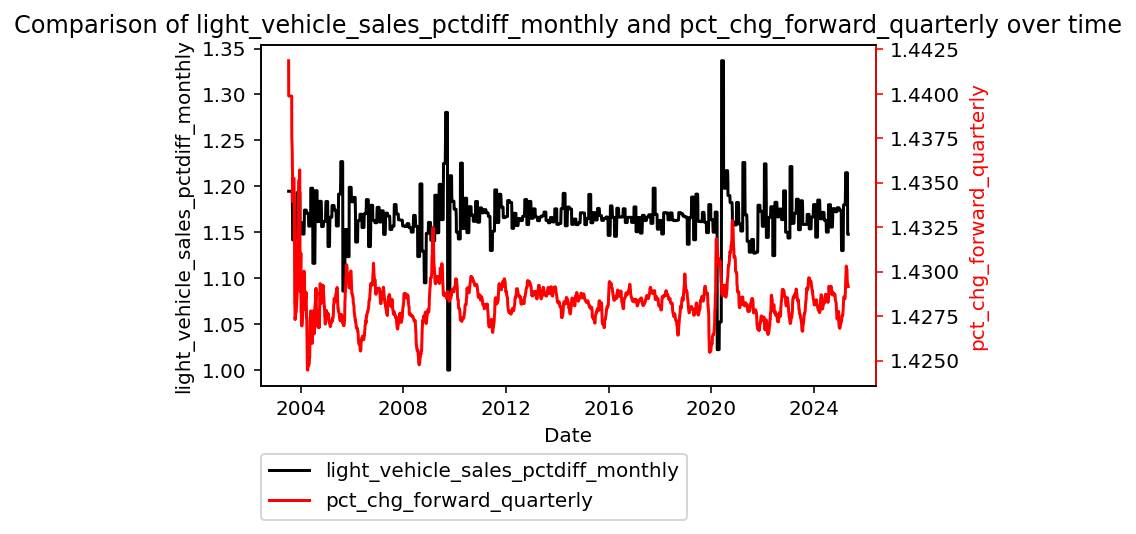 Comparison of light_vehicle_sales_pctdiff_monthly and pct_chg_forward_quarterly over time
light_vehicle_sales_pctdiff_monthly
1.35
1.30
1.25
1.20
1.15
1.10
1.05
1.00
1.4425
1.4400
1.4375
1.4350
1.4325
1.4300
1.4275
1.4250
pct_chg_forward_quarterly
2004 2008 2012 2016 2020 2024
Date
light_vehicle_sales_pctdiff_monthly
pct_chg_forward_quarterly